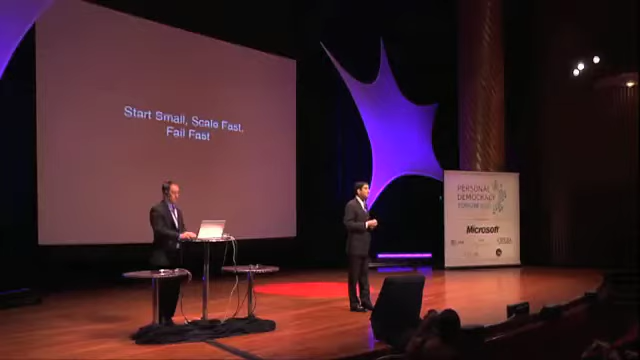 Start Small, Scale Fast,
Fail Fast
PERSONAL
DEMOCRACY
FORUM
Microsoft